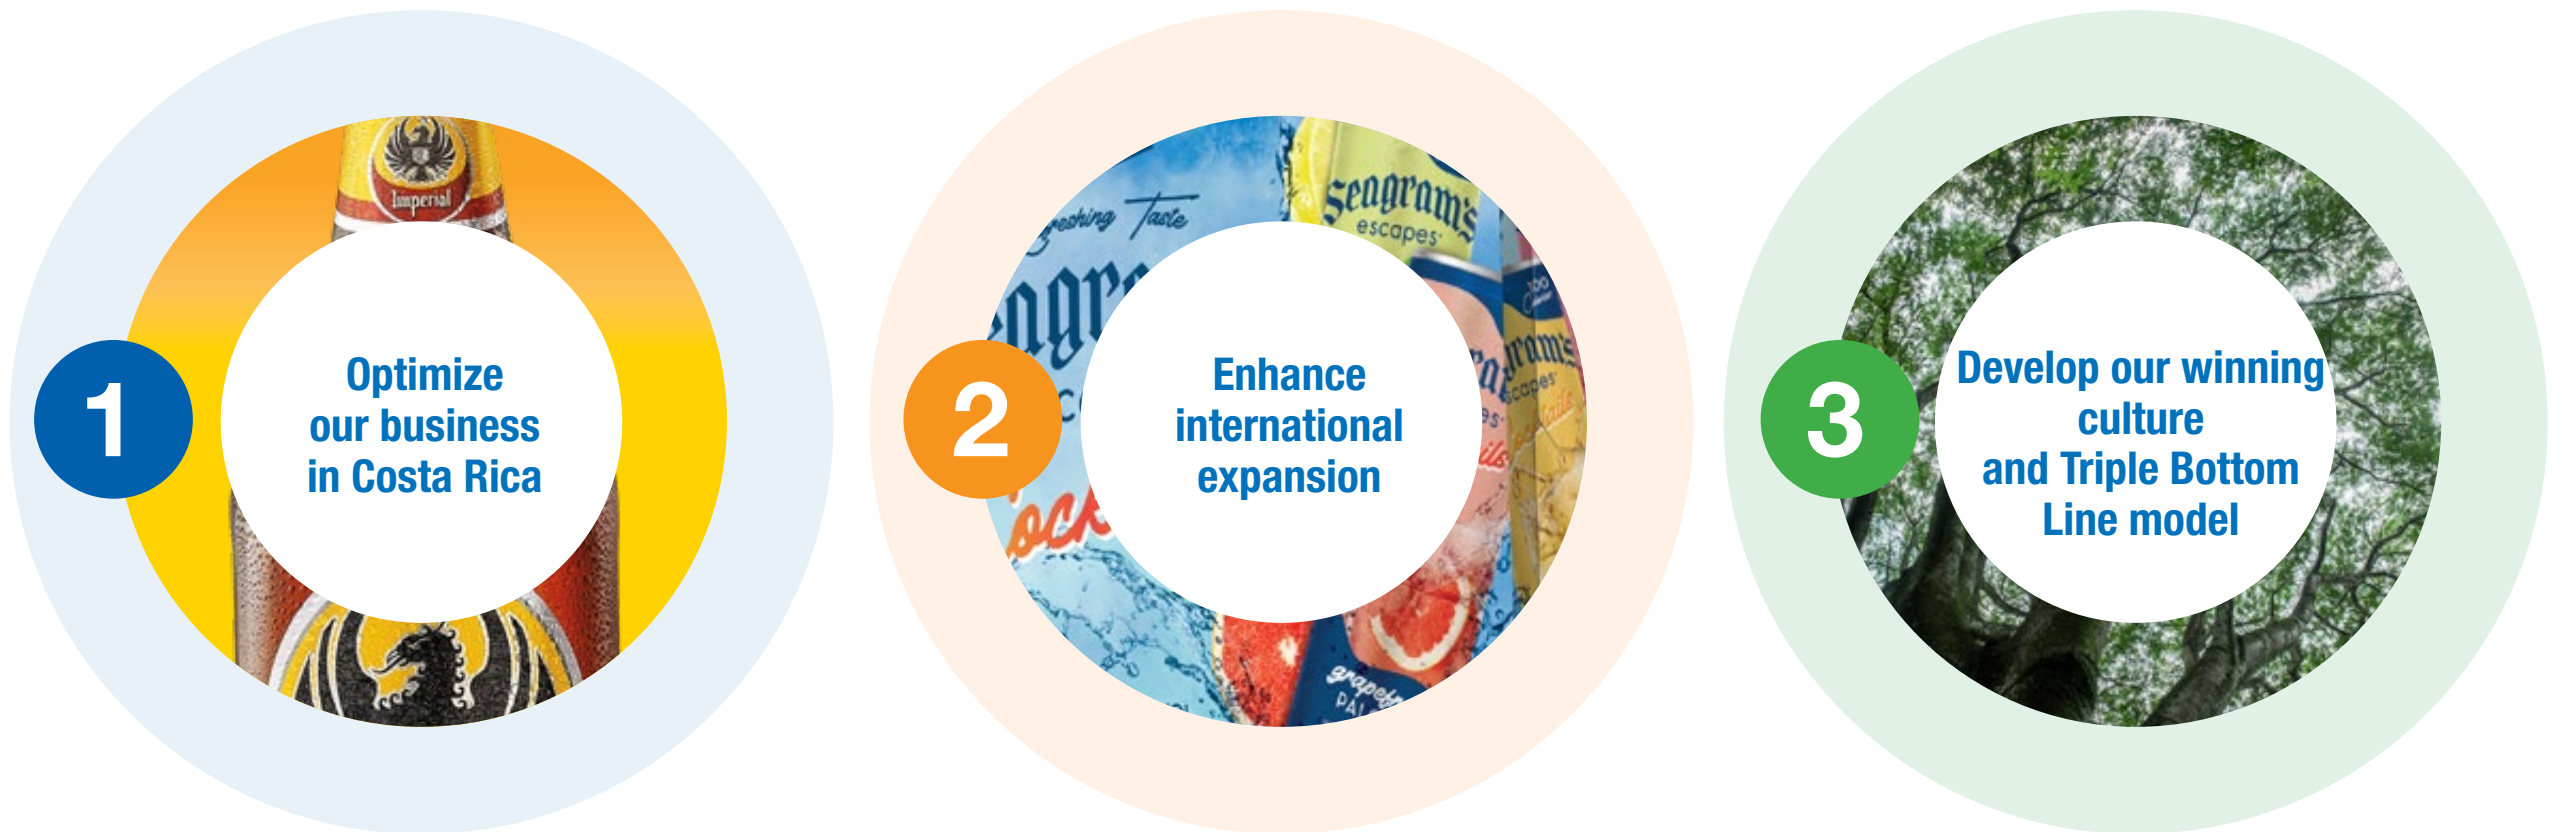 1
Imperial
Optimize
our business
in Costa Rica
2
Taste
Seagram's
escapes
Enhance
international
expansion
3
Develop our winning
culture
and Triple Bottom
Line model